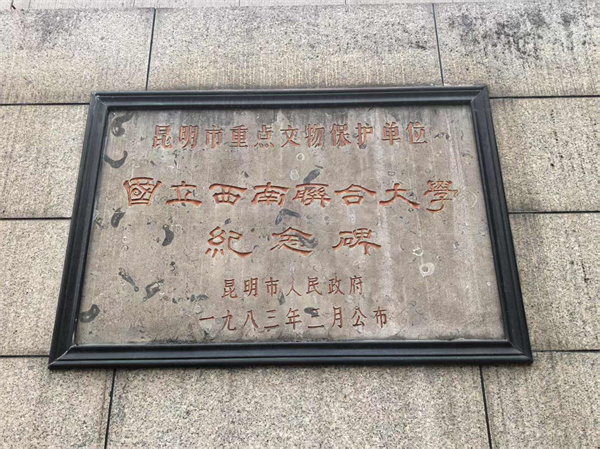 昆明市重点文物保护单位
國立西南聯合大學
紀念碑
昆明市人民政府
一九八三年二月公布